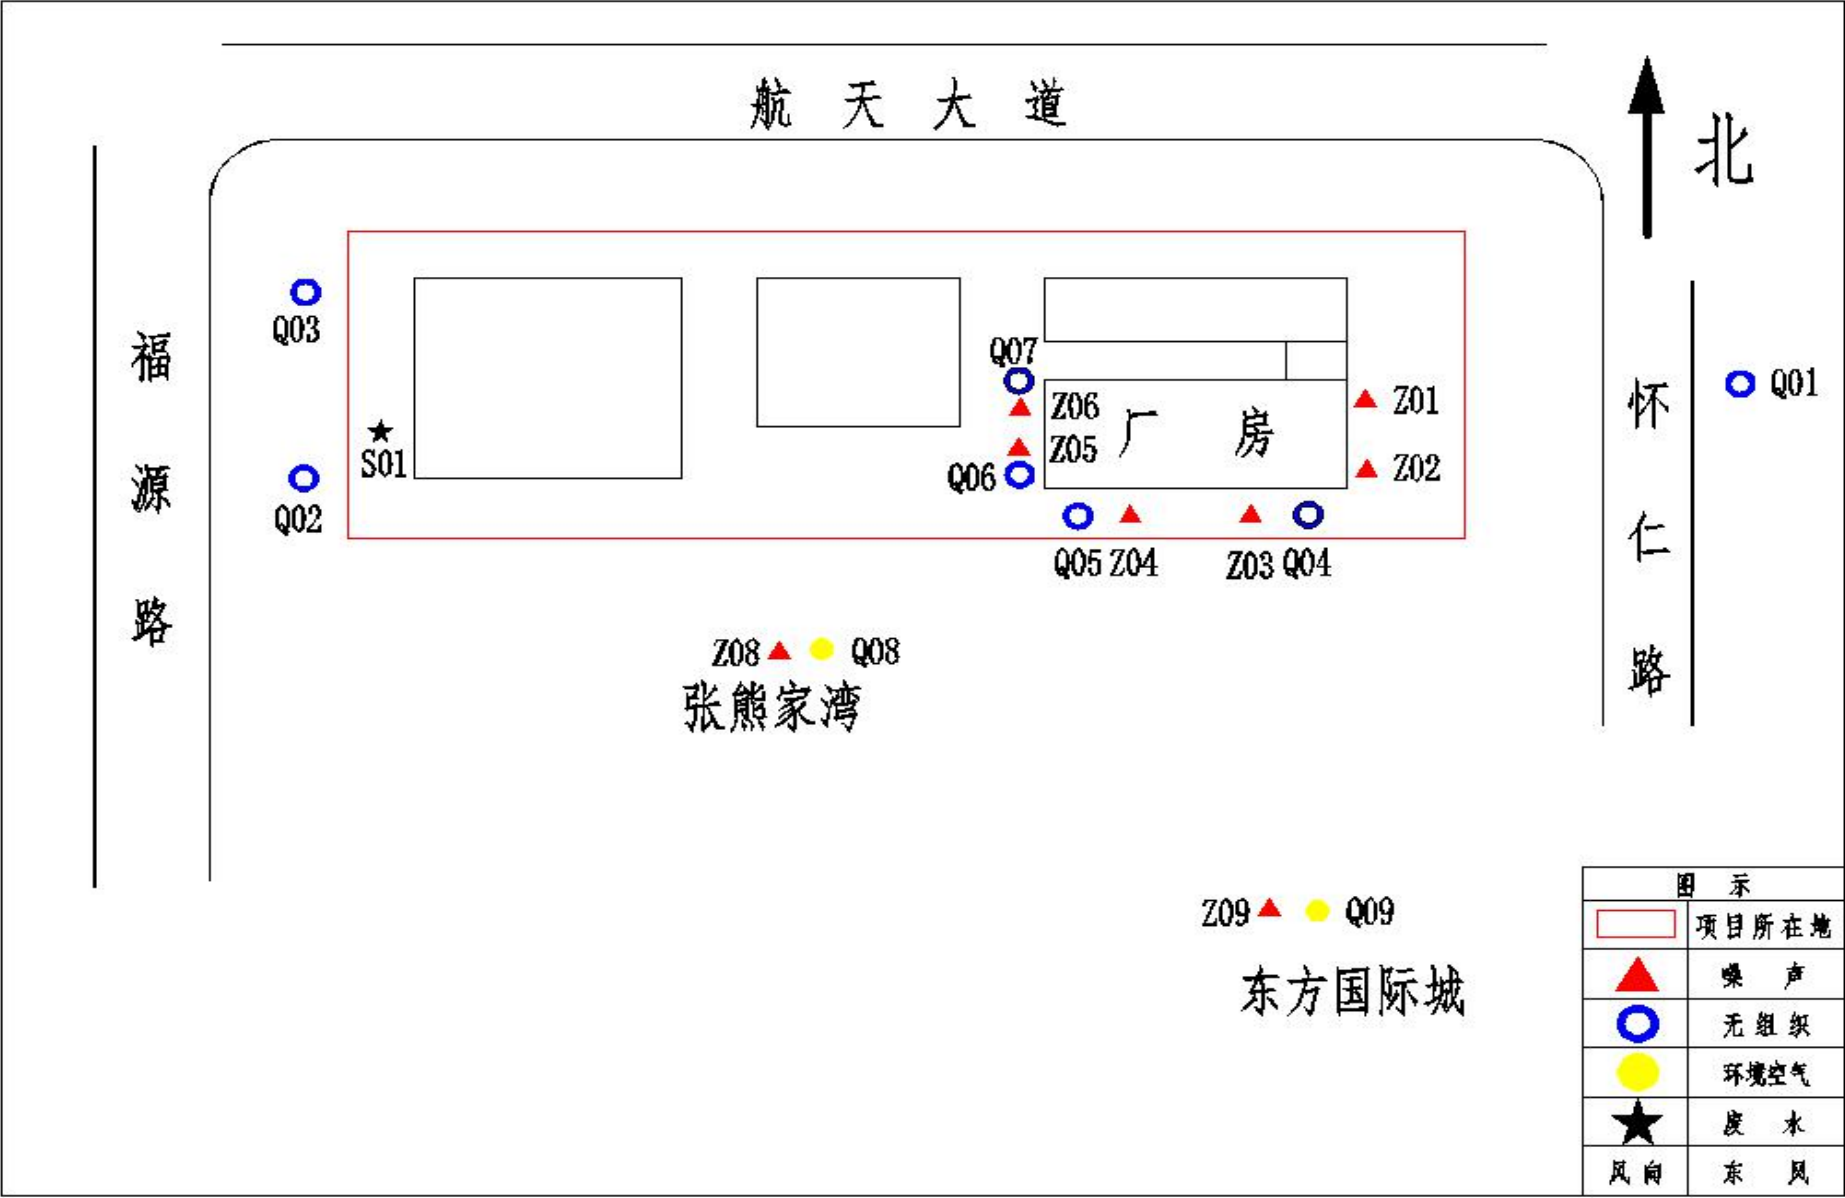 航天大道
北
福源路
怀仁路
Q03
Q07
Q01
Z06
厂房
Z01
Z05
S01
Q06
Z02
Q02
Q05
Z04
Z03
Q04
Z08
Q08
张熊家湾
Z09
Q09
东方国际城
图示
项目所在地
噪声
无组织
环境空气
废水
风向 东风